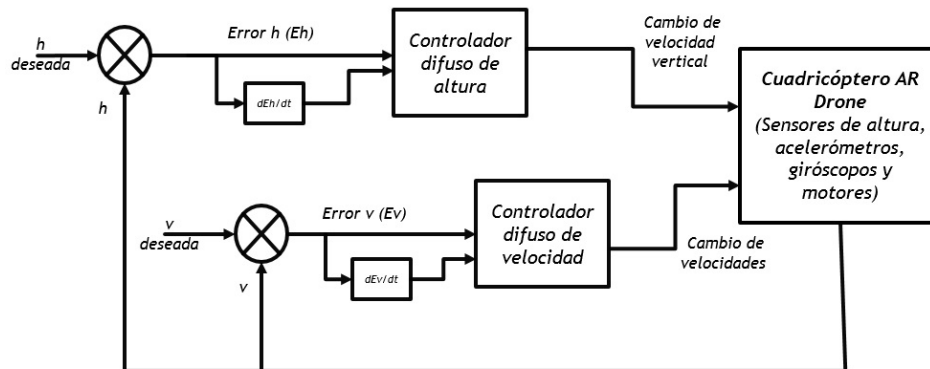 h
deseada
h
Error h (Eh)
dEh/dt
Controlador
difuso de
altura
Cambio de
velocidad
vertical
Cuadricóptero AR
Drone
(Sensores de altura,
acelerómetros,
giróscopos y
motores)
v
deseada
v
Error v (Ev)
dEv/dt
Controlador
difuso de
velocidad
Cambio de
velocidades